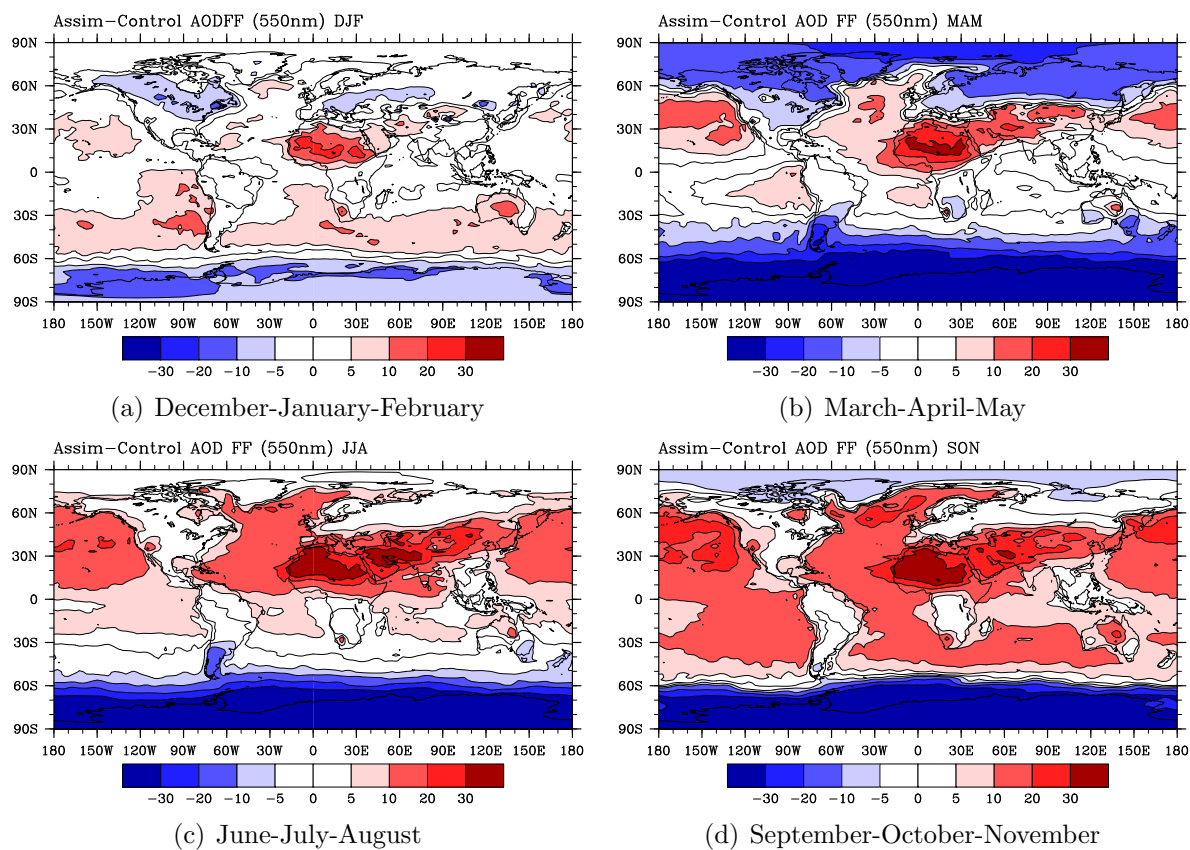 Assim-Control AODFF (550nm) DJF
90N
60N
30N
0
30S
60S
90S
180 150W 120W 90W 60W 30W 0 30E 60E 90E 120E 150E 180
-30 -20 -10 -5 0 5 10 20 30
(a) December-January-February
Assim-Control AOD FF (550nm) MAM
90N
60N
30N
0
30S
60S
90S
180 150W 120W 90W 60W 30W 0 30E 60E 90E 120E 150E 180
-30 -20 -10 -5 0 5 10 20 30
(b) March-April-May
Assim-Control AOD FF (550nm) JJA
90N
60N
30N
0
30S
60S
90S
180 150W 120W 90W 60W 30W 0 30E 60E 90E 120E 150E 180
-30 -20 -10 -5 0 5 10 20 30
(c) June-July-August
Assim-Control AOD FF (550nm) SON
90N
60N
30N
0
30S
60S
90S
180 150W 120W 90W 60W 30W 0 30E 60E 90E 120E 150E 180
-30 -20 -10 -5 0 5 10 20 30
(d) September-October-November